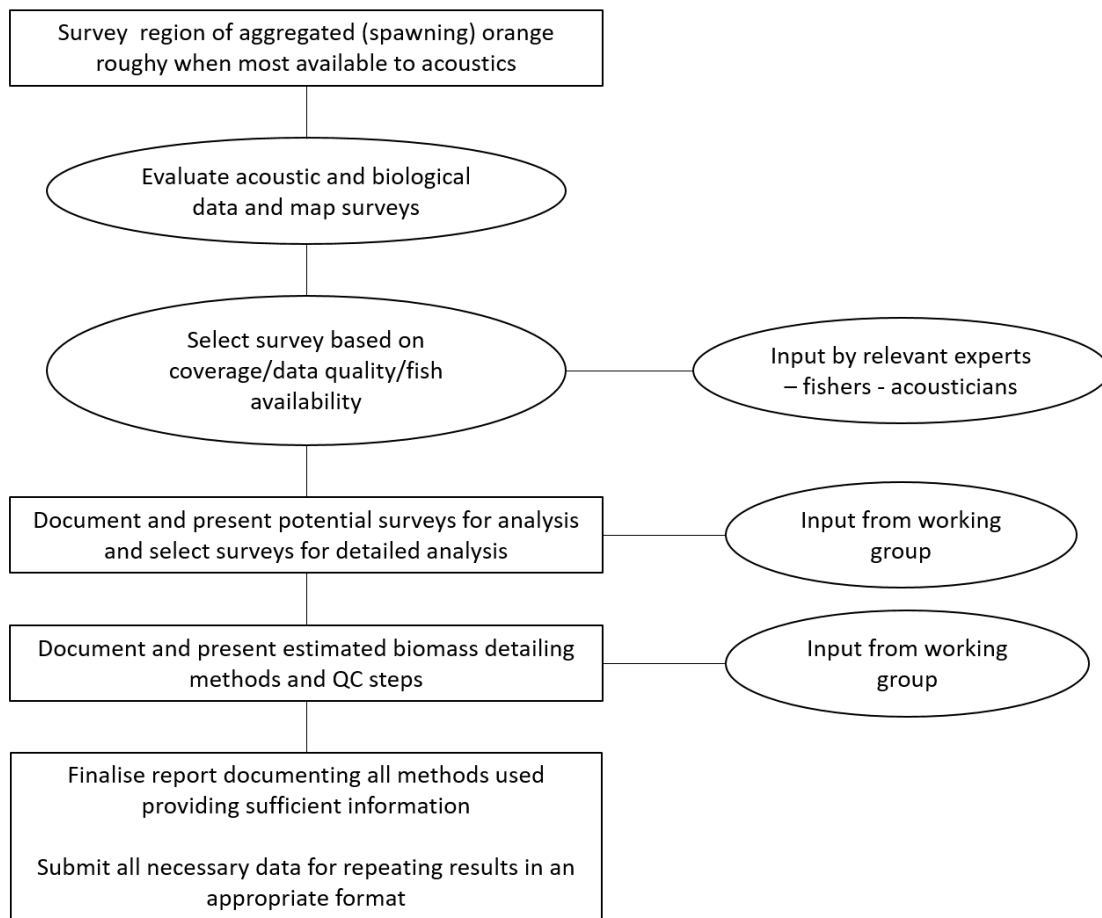 Survey  region of aggregated (spawning) orange
roughy when most available to acoustics
Evaluate acoustic and biological
data and map surveys
Select survey based on
coverage/data quality/fish
availability
Input by relevant experts
– fishers - acousticians
Document and present potential surveys for analysis
and select surveys for detailed analysis
Input from working
group
Document and present estimated biomass detailing
methods and QC steps
Input from working
group
Finalise report documenting all methods used
providing sufficient information
Submit all necessary data for repeating results in an
appropriate format